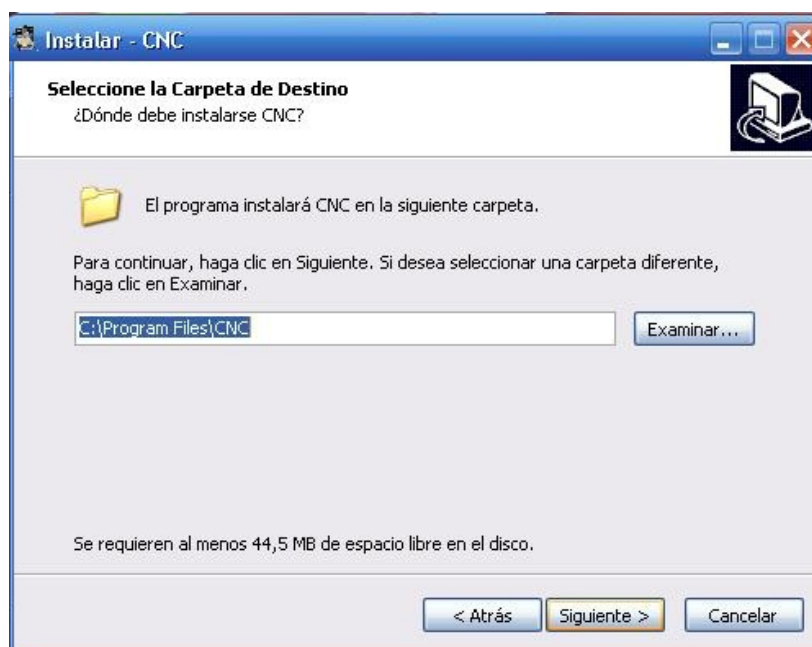 Instalar - CNC
Seleccione la Carpeta de Destino
¿Dónde debe instalarse CNC?
El programa instalará CNC en la siguiente carpeta.
Para continuar, haga clic en Siguiente. Si desea seleccionar una carpeta diferente,
haga clic en Examinar.
C:\Program Files\CNC
Examinar...
Se requieren al menos 44,5 MB de espacio libre en el disco.
< Atrás
Siguiente >
Cancelar